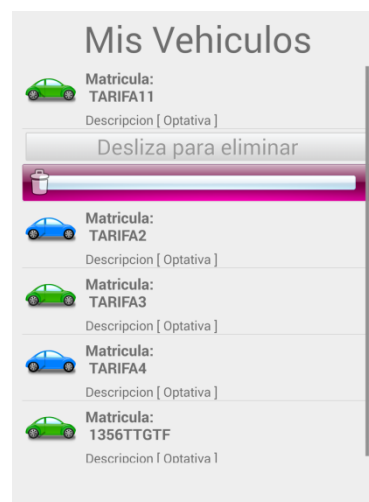 Mis Vehiculos
Matricula:
TARIFA11
Descripcion [ Optativa ]
Desliza para eliminar
Matricula:
TARIFA2
Descripcion [ Optativa ]
Matricula:
TARIFA3
Descripcion [ Optativa ]
Matricula:
TARIFA4
Descripcion [ Optativa ]
Matricula:
1356TTGTF
Descripcion [ Optativa ]